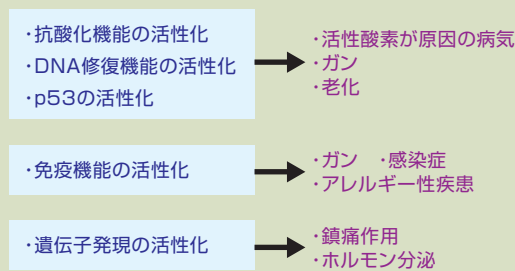 ・抗酸化機能の活性化
・DNA修復機能の活性化
・p53の活性化
・活性酸素が原因の病気
・ガン
・老化
・免疫機能の活性化
・ガン ・感染症
・アレルギー性疾患
・遺伝子発現の活性化
・鎮痛作用
・ホルモン分泌